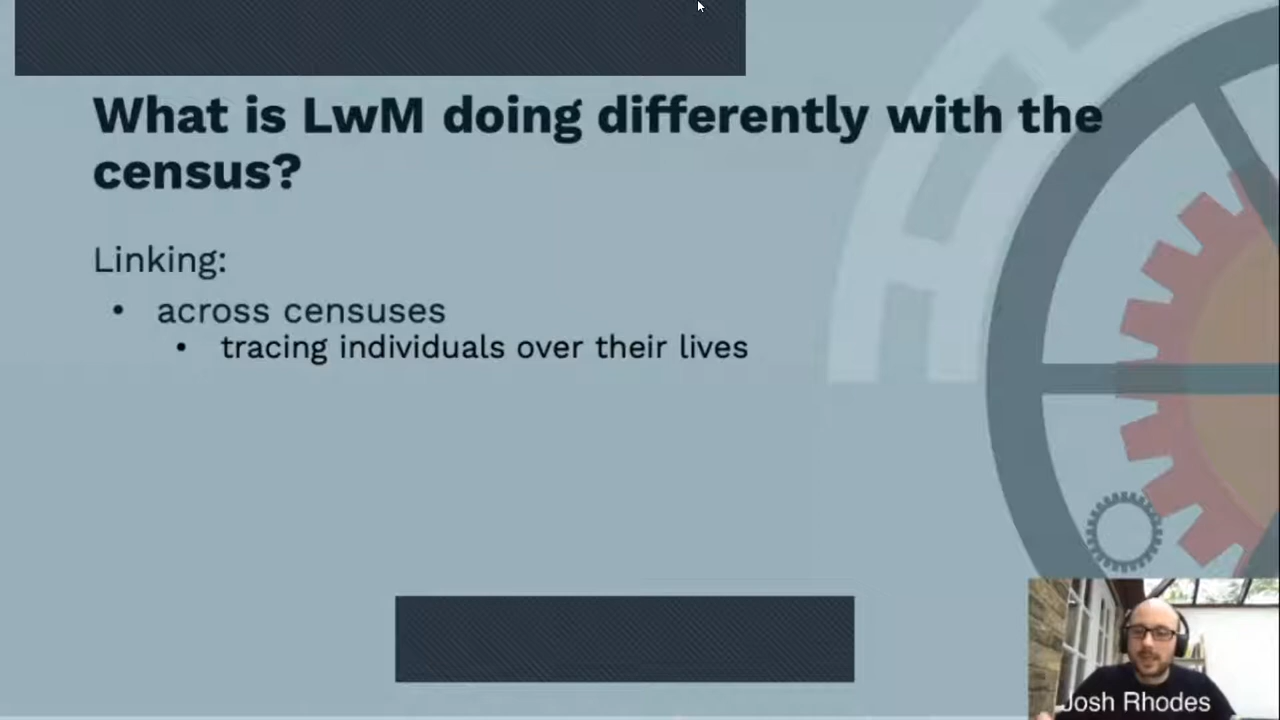 What is LwM doing differently with the
census?
Linking:
• across censuses
• tracing individuals over their lives
Josh Rhodes